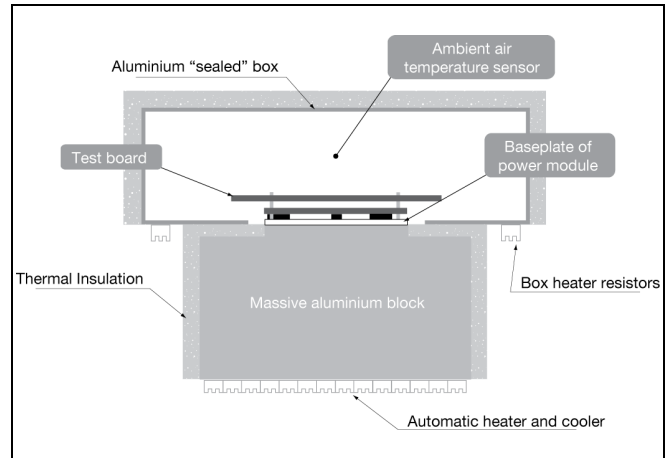 Ambient air
temperature sensor
Aluminium “sealed” box
Test board
Baseplate of
power module
Thermal Insulation
Massive aluminium block
Box heater resistors
Automatic heater and cooler